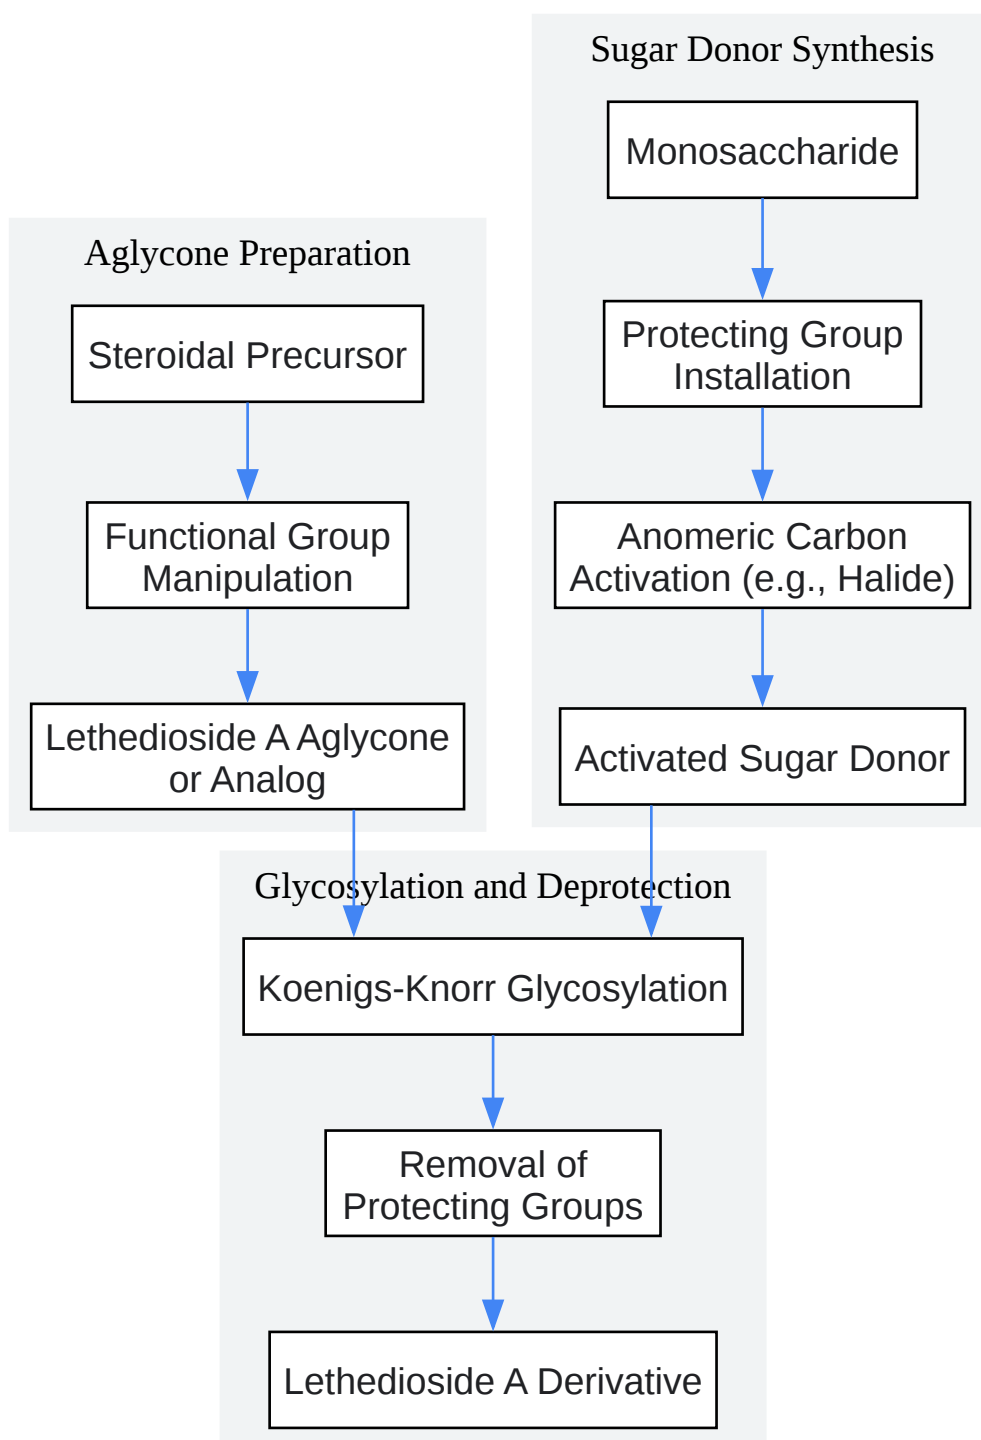 Sugar Donor Synthesis
Monosaccharide
Protecting Group
Installation
Anomeric Carbon
Activation (e.g., Halide)
Activated Sugar Donor
Aglycone Preparation
Steroidal Precursor
Functional Group
Manipulation
Lethedioside A Aglycone
or Analog
Glycosylation and Deprotection
Koenigs-Knorr Glycosylation
Removal of
Protecting Groups
Lethedioside A Derivative